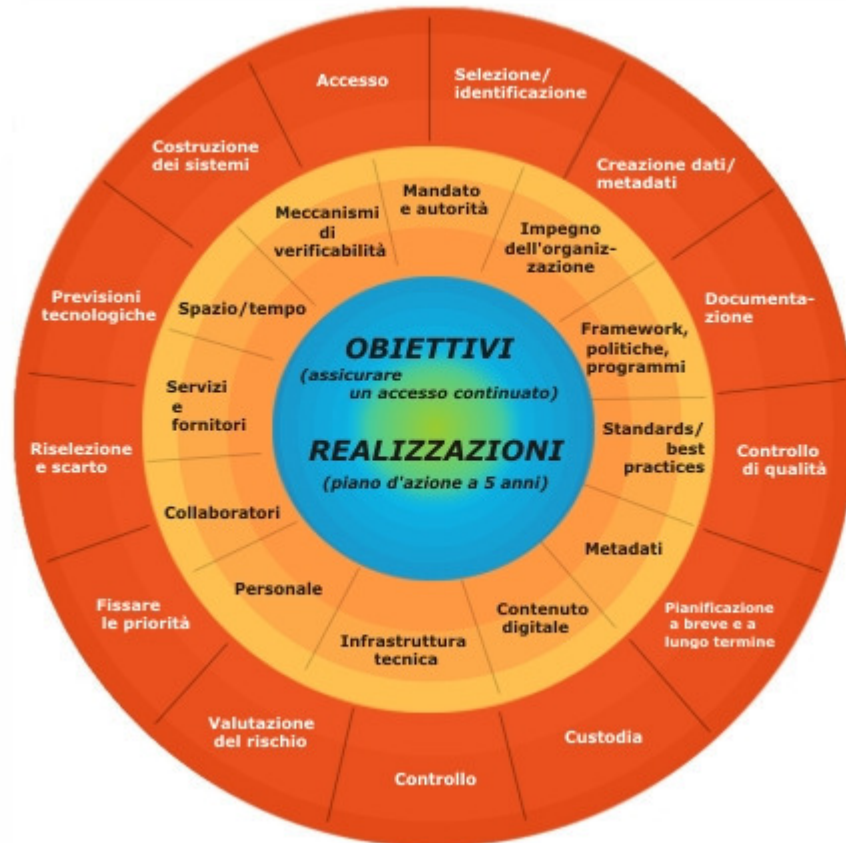 Accesso
Selezione/
identificazione
Creazione dati/
metadati
Documenta-
zione
Controllo
di qualità
Pianificazione
a breve e a
lungo termine
Custodia
Controllo
Valutazione
del rischio
Fissare
le priorità
Riselezione
e scarto
Previsioni
tecnologiche
Costruzione
dei sistemi
Mandato
e autorità
Impegno
dell'organiz-
zazione
Framework,
politiche,
programmi
Standards/
best
practices
Metadati
Contenuto
digitale
Infrastruttura
tecnica
Personale
Collaboratori
Servizi
e
fornitori
Spazio/tempo
Meccanismi
di
verificabilità
OBIETTIVI
(assicurare
un accesso continuato)
REALIZZAZIONI
(piano d'azione a 5 anni)